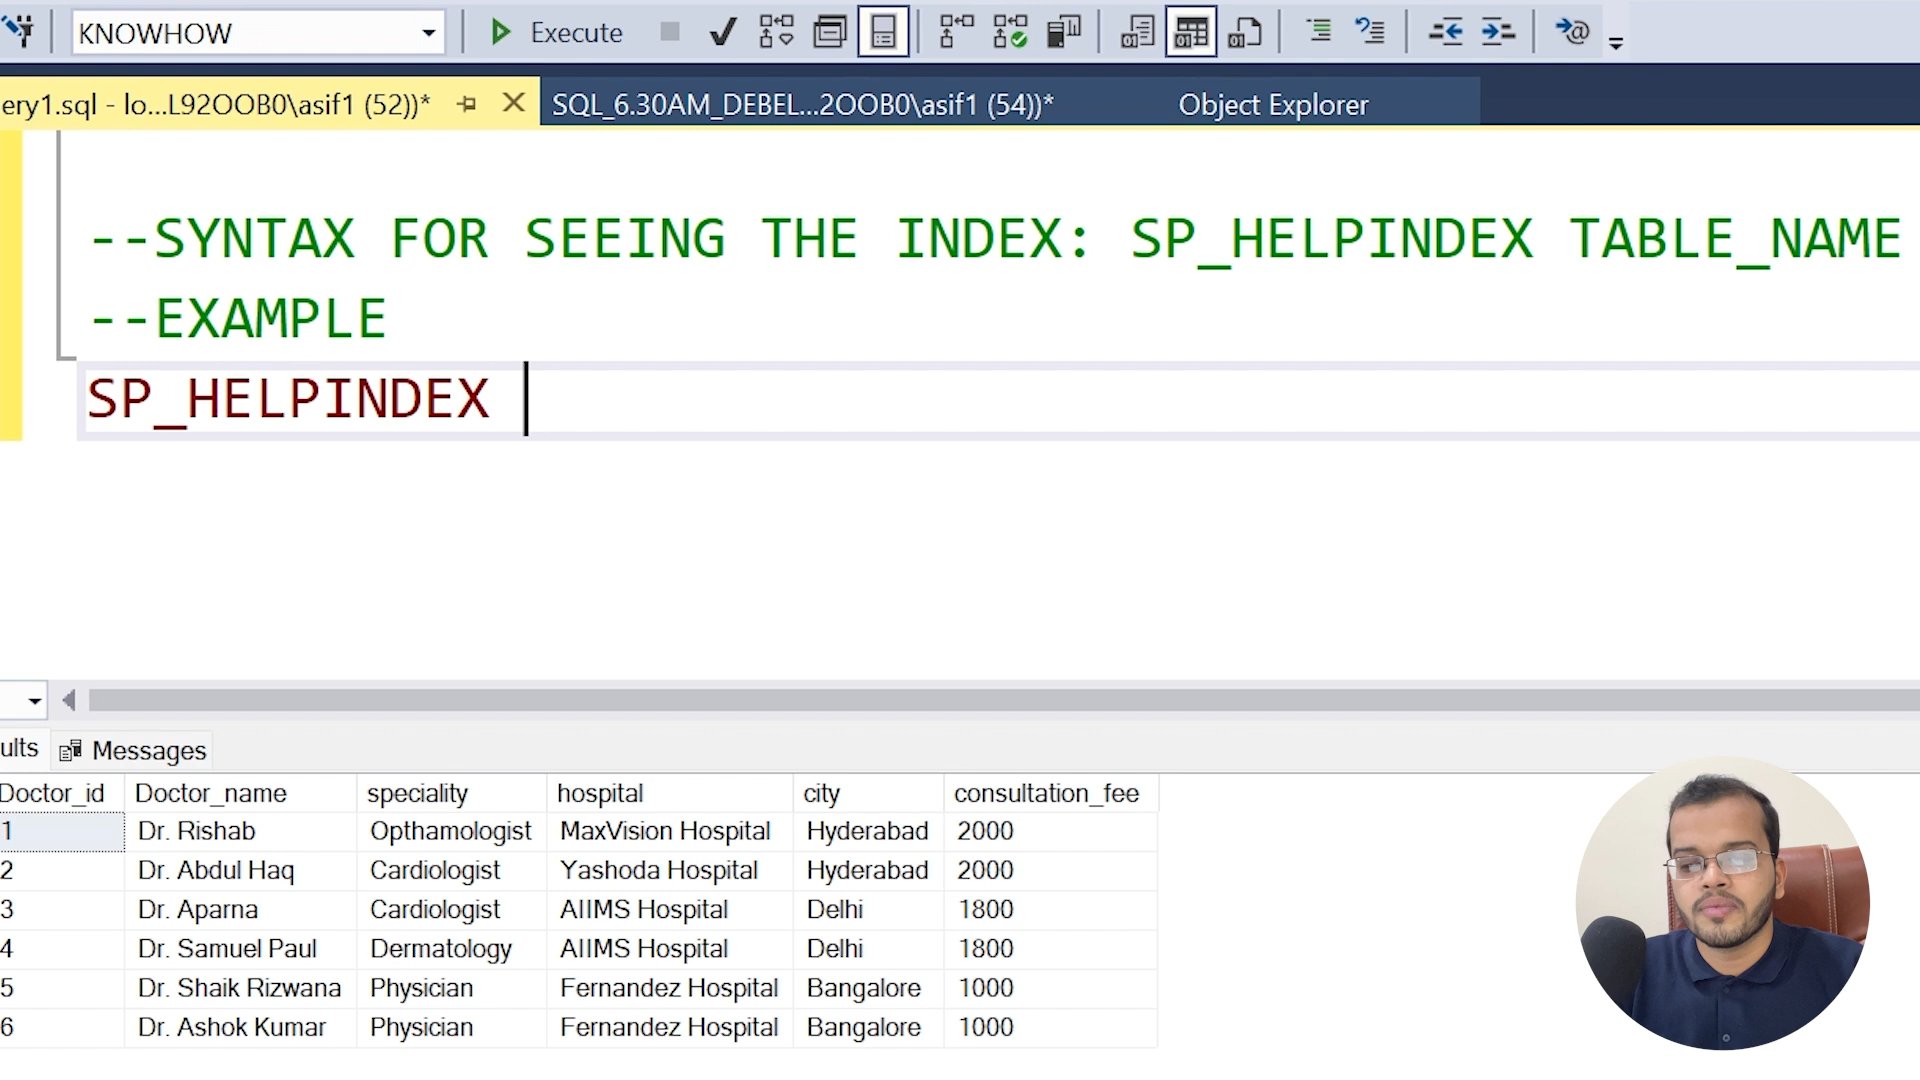 KNOWHOW
Execute
ery1.sql - lo...L92OOB0\asif1 (52))*
SQL_6.30AM_DEBEL...2OOB0\asif1 (54))*
Object Explorer
--SYNTAX FOR SEEING THE INDEX: SP_HELPINDEX TABLE_NAME
--EXAMPLE
SP_HELPINDEX
ults Messages
Doctor_id Doctor_name speciality hospital city consultation_fee
1 Dr. Rishab Opthamologist MaxVision Hospital Hyderabad 2000
2 Dr. Abdul Haq Cardiologist Yashoda Hospital Hyderabad 2000
3 Dr. Aparna Cardiologist AIIMS Hospital Delhi 1800
4 Dr. Samuel Paul Dermatology AIIMS Hospital Delhi 1800
5 Dr. Shaik Rizwana Physician Fernandez Hospital Bangalore 1000
6 Dr. Ashok Kumar Physician Fernandez Hospital Bangalore 1000